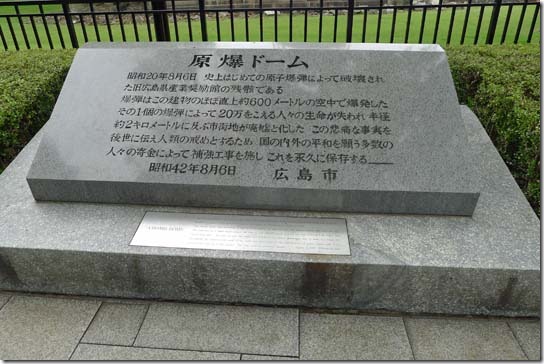 原爆ドーム
昭和20年8月6日 史上はじめての原子爆弾によって破壊され
た旧広島県産業奨励館の残骸である
爆弾はこの建物のほぼ直上約600メートルの空中で爆発した
その1個の爆弾によって20万をこえる人々の生命が失われ 半径
約2キロメートルに及ぶ市街地が廃墟と化した この悲痛な事実を
後世に伝え人類の戒めとするため 国の内外の平和を願う多数の
人々の寄金によって補強工事を施し これを永久に保存する
昭和42年8月6日 広島市
A-BOMB DOME